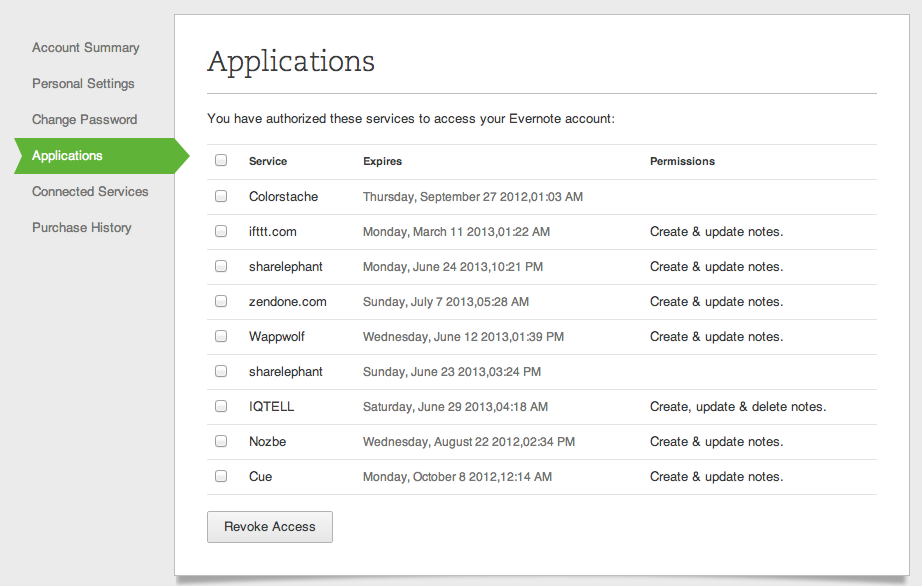 Account Summary
Personal Settings
Change Password
Applications
Connected Services
Purchase History
Applications
You have authorized these services to access your Evernote account:
Service Expires Permissions
Colorstache Thursday, September 27 2012,01:03 AM
ifttt.com Monday, March 11 2013,01:22 AM Create & update notes.
sharelephant Monday, June 24 2013,10:21 PM Create & update notes.
zendone.com Sunday, July 7 2013,05:28 AM Create & update notes.
Wappwolf Wednesday, June 12 2013,01:39 PM Create & update notes.
sharelephant Sunday, June 23 2013,03:24 PM
IQTELL Saturday, June 29 2013,04:18 AM Create, update & delete notes.
Nozbe Wednesday, August 22 2012,02:34 PM Create & update notes.
Cue Monday, October 8 2012,12:14 AM Create & update notes.
Revoke Access